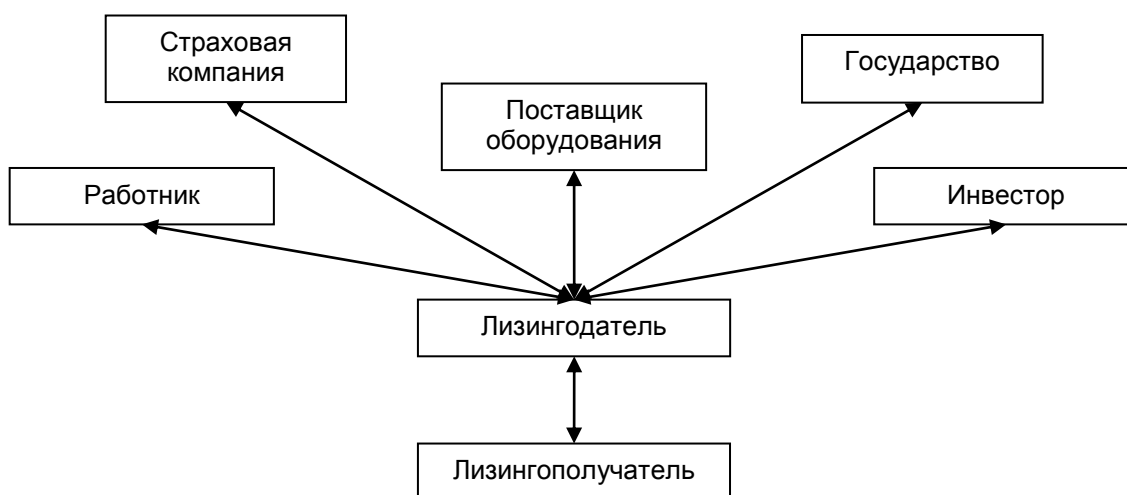 Страховая
компания
Государство
Поставщик
оборудования
Работник
Инвестор
Лизингодатель
Лизингополучатель